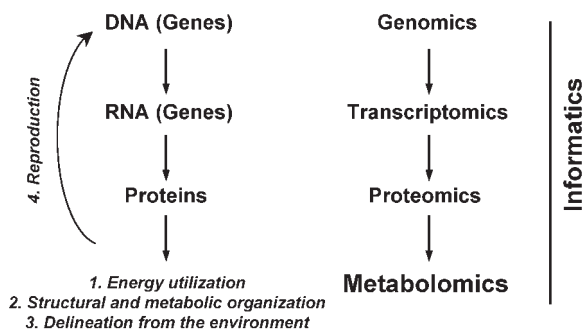 DNA (Genes)
Genomics
RNA (Genes)
Transcriptomics
Proteins
Proteomics
1. Energy utilization
2. Structural and metabolic organization
3. Delineation from the environment
Metabolomics
4. Reproduction
Informatics